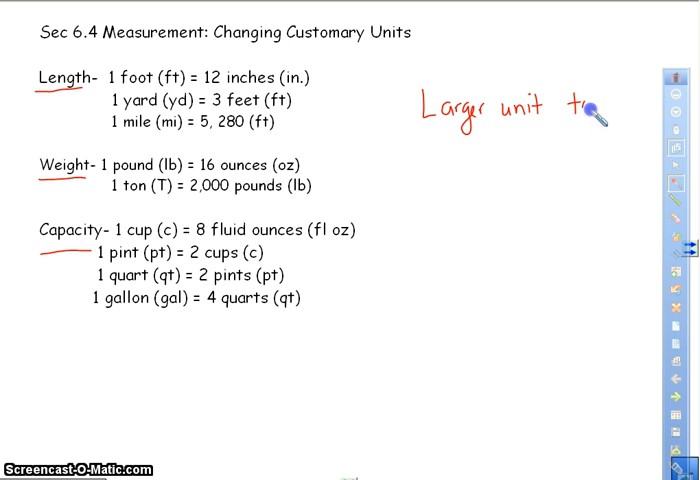 Sec 6.4 Measurement: Changing Customary Units
Length- 1 foot (ft) = 12 inches (in.)
1 yard (yd) = 3 feet (ft)
1 mile (mi) = 5, 280 (ft)
Larger unit
Weight- 1 pound (lb) = 16 ounces (oz)
1 ton (T) = 2,000 pounds (lb)
Capacity- 1 cup (c) = 8 fluid ounces (fl oz)
1 pint (pt) = 2 cups (c)
1 quart (qt) = 2 pints (pt)
1 gallon (gal) = 4 quarts (qt)
Screencast-O-Matic.com